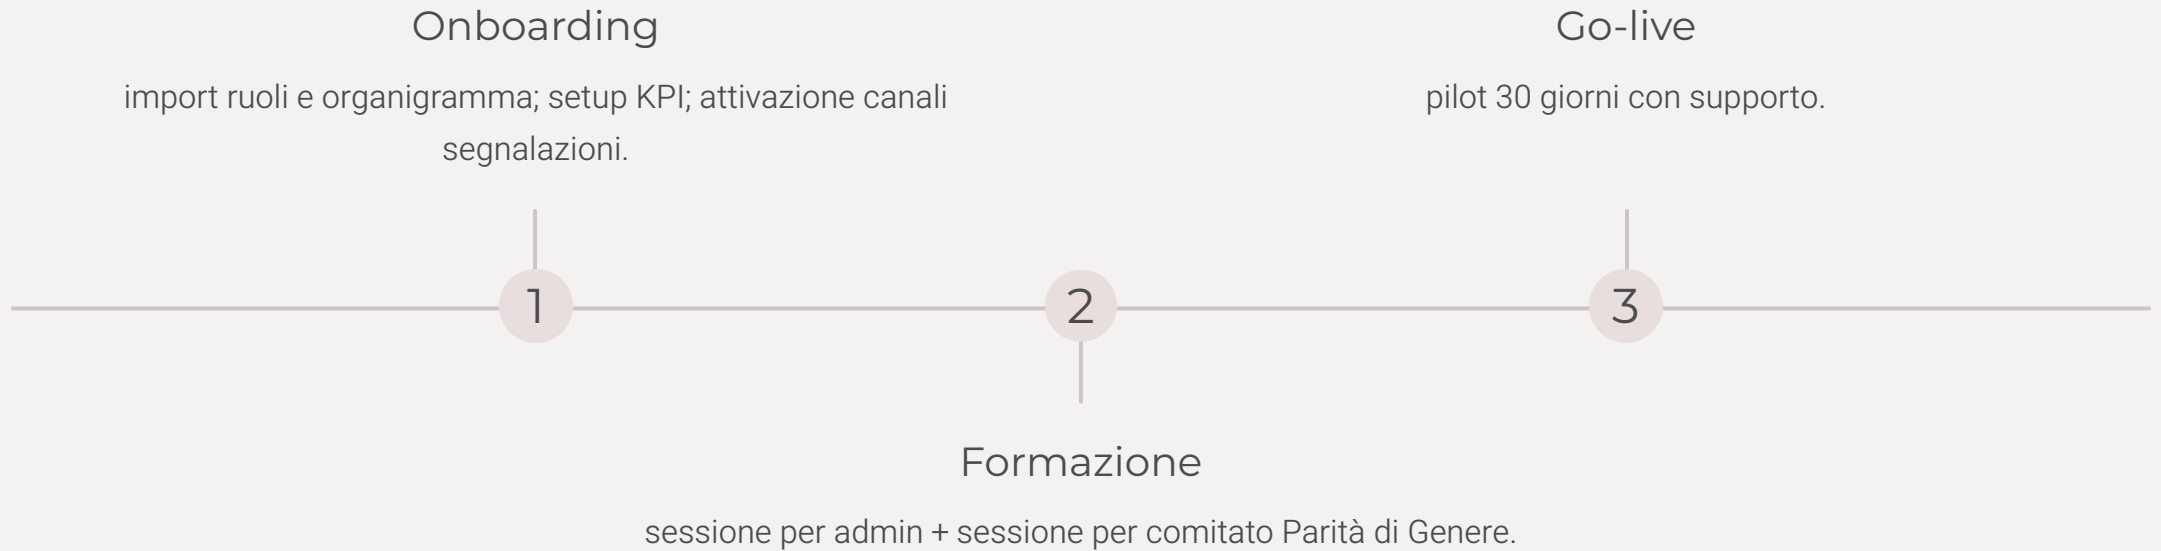 Onboarding
import ruoli e organigramma; setup KPI; attivazione canali
segnalazioni.
Go-live
pilot 30 giorni con supporto.
1
2
3
Formazione
sessione per admin + sessione per comitato Parità di Genere.